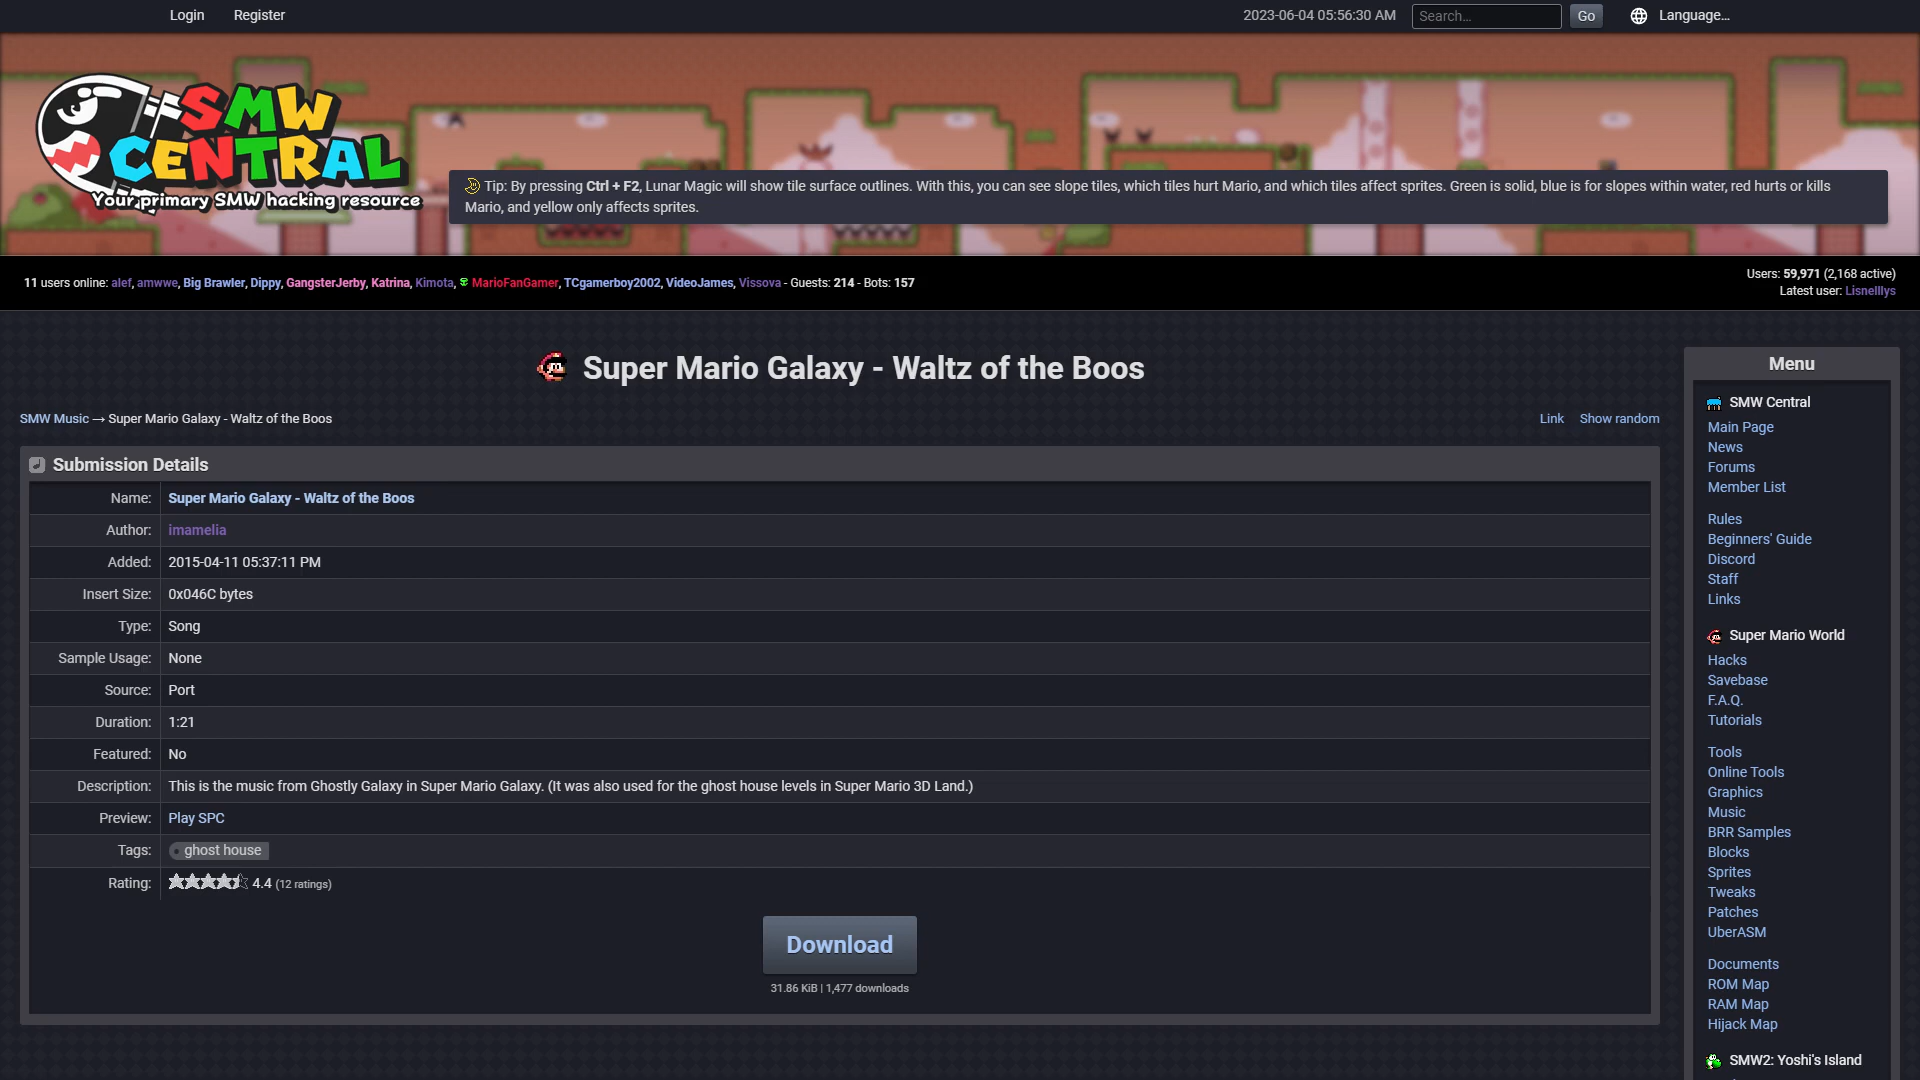 Login Register 2023-06-04 05:56:30 AM Search... Go Language...
SMW
CENTRAL
Your primary SMW hacking resource
Tip: By pressing Ctrl + F2, Lunar Magic will show tile surface outlines. With this, you can see slope tiles, which tiles hurt Mario, and which tiles affect sprites. Green is solid, blue is for slopes within water, red hurts or kills
Mario, and yellow only affects sprites.
11 users online: alef, amwwe, Big Brawler, Dippy, GangsterJerby, Katrina, Kimota, MarioFanGamer, TCgamerboy2002, VideoJames, Vissova - Guests: 214 - Bots: 157
Users: 59,971 (2,168 active)
Latest user: Lisnelllys
Super Mario Galaxy - Waltz of the Boos
SMW Music → Super Mario Galaxy - Waltz of the Boos
Link Show random
Submission Details
Name: Super Mario Galaxy - Waltz of the Boos
Author: imamelia
Added: 2015-04-11 05:37:11 PM
Insert Size: 0x046C bytes
Type: Song
Sample Usage: None
Source: Port
Duration: 1:21
Featured: No
Description: This is the music from Ghostly Galaxy in Super Mario Galaxy. (It was also used for the ghost house levels in Super Mario 3D Land.)
Preview: Play SPC
Tags: ghost house
Rating: 4.4 (12 ratings)
Download
31.86 KiB | 1,477 downloads
Menu
SMW Central
Main Page
News
Forums
Member List
Rules
Beginners' Guide
Discord
Staff
Links
Super Mario World
Hacks
Savebase
F.A.Q.
Tutorials
Tools
Online Tools
Graphics
Music
BRR Samples
Blocks
Sprites
Tweaks
Patches
UberASM
Documents
ROM Map
RAM Map
Hijack Map
SMW2: Yoshi's Island